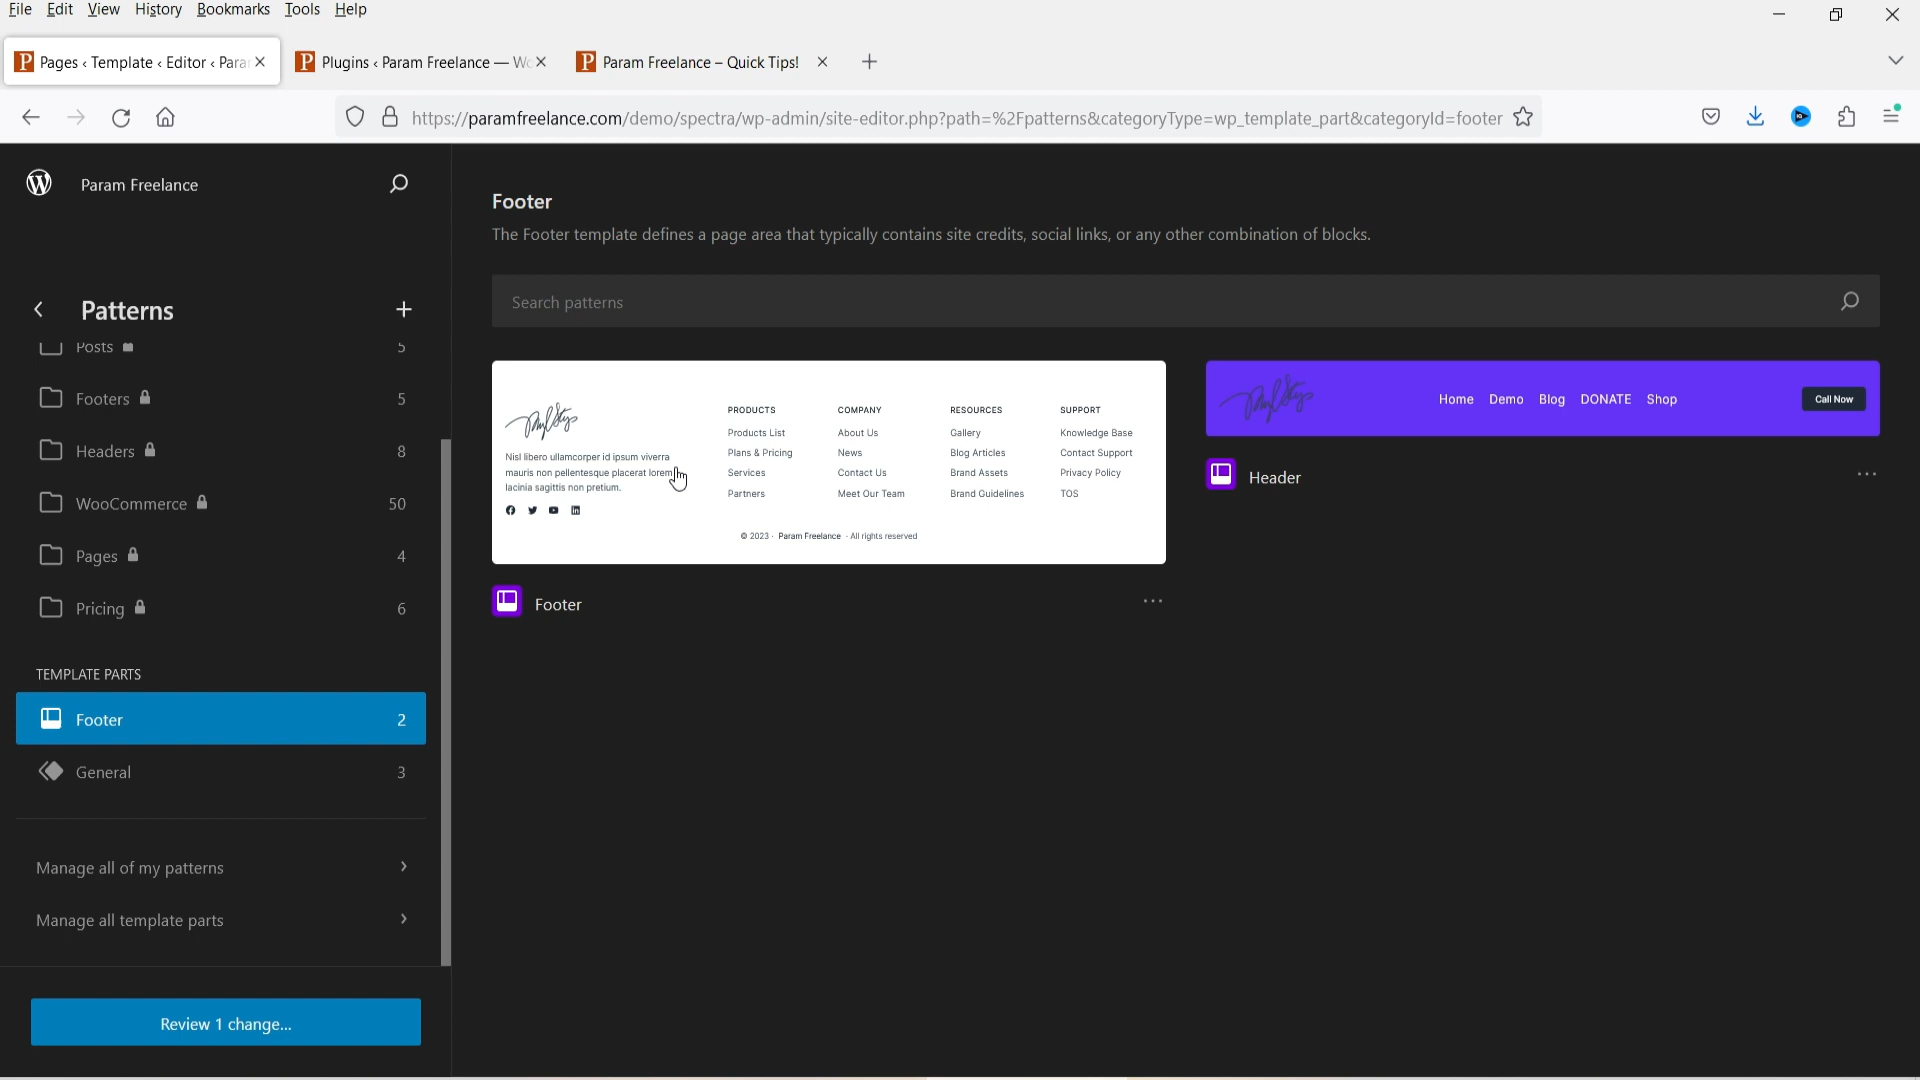 File Edit View History Bookmarks Tools Help
Pages ‹ Template ‹ Editor ‹ Para
Plugins ‹ Param Freelance — Wo
Param Freelance – Quick Tips!
https://paramfreelance.com/demo/spectra/wp-admin/site-editor.php?path=%2Fpatterns&categoryType=wp_template_part&categoryId=footer
Param Freelance
Patterns
Posts 5
Footers 5
Headers 8
WooCommerce 50
Pages 4
Pricing 6
TEMPLATE PARTS
Footer 2
General 3
Manage all of my patterns
Manage all template parts
Review 1 change...
Footer
The Footer template defines a page area that typically contains site credits, social links, or any other combination of blocks.
Search patterns
Nisl libero ullamcorper id ipsum viverra
mauris non pellentesque placerat lorem
lacinia sagittis non pretium.
PRODUCTS
Products List
Plans & Pricing
Services
Partners
COMPANY
About Us
News
Contact Us
Meet Our Team
RESOURCES
Gallery
Blog Articles
Brand Assets
Brand Guidelines
SUPPORT
Knowledge Base
Contact Support
Privacy Policy
TOS
© 2023 · Param Freelance · All rights reserved
Footer
Home Demo Blog DONATE Shop
Call Now
Header